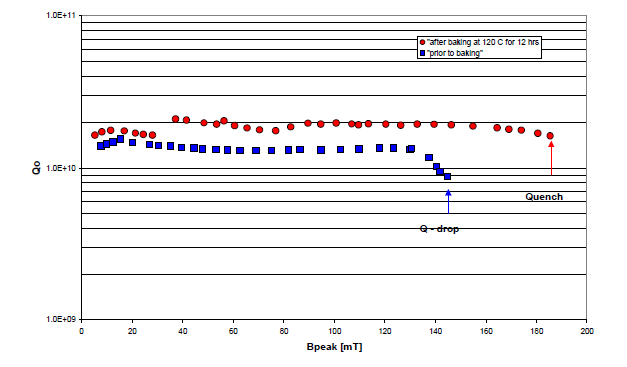 1.0E+11
"after baking at 120 C for 12 hrs
"prior to baking"
Qo
1.0E+10
Quench
Q - drop
1.0E+09
0 20 40 60 80 100 120 140 160 180 200
Bpeak [mT]